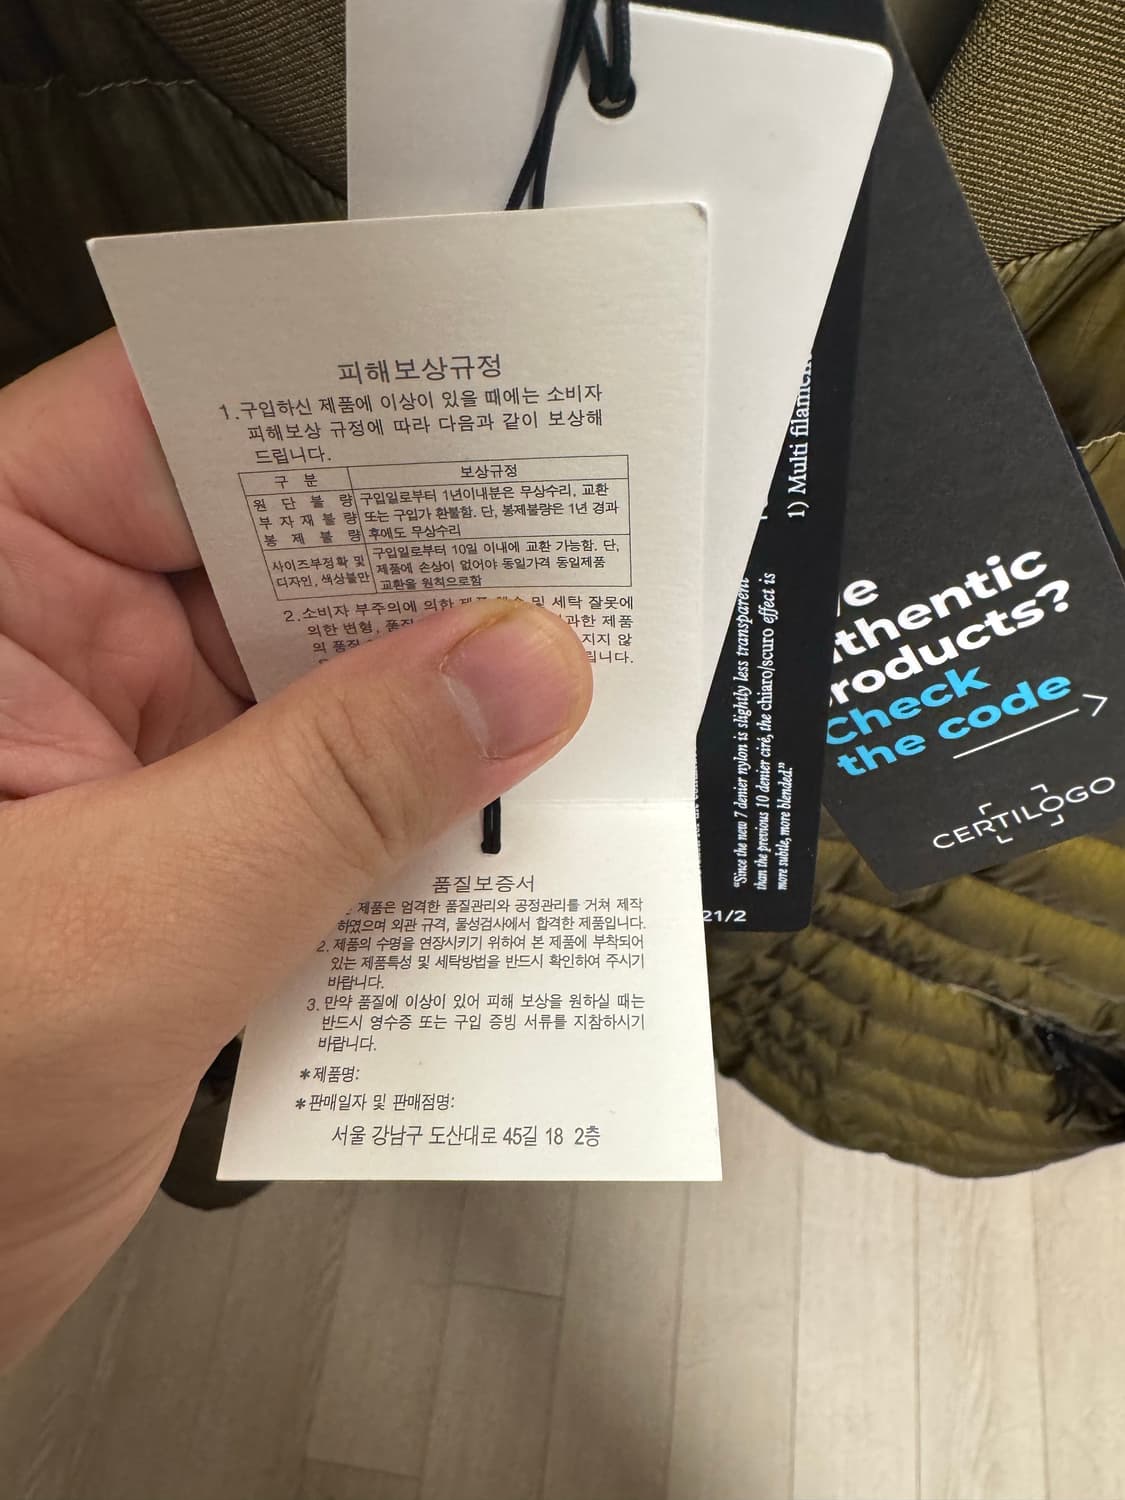 피해보상규정
1. 구입하신 제품에 이상이 있을 때에는 소비자
피해보상 규정에 따라 다음과 같이 보상해
드립니다.
구 분 보상규정
원 단 불 량
부 자 재 불 량
봉 제 불 량
구입일로부터 1년이내분은 무상수리, 교환
또는 구입가 환불함. 단, 봉제불량은 1년 경과
후에도 무상수리
사이즈부정확 및
디자인, 색상불만
구입일로부터 10일 이내에 교환 가능함. 단,
제품에 손상이 없어야 동일가격 동일제품
교환을 원칙으로함
2. 소비자 부주의에 의한 및 세탁 잘못에
의한 변형, 제품
의 지지 않
립니다.
품질보증서
제품은 엄격한 품질관리와 공정관리를 거쳐 제작
하였으며 외관 규격, 물성검사에서 합격한 제품입니다.
2. 제품의 수명을 연장시키기 위하여 본 제품에 부착되어
있는 제품특성 및 세탁방법을 반드시 확인하여 주시기
바랍니다.
3. 만약 품질에 이상이 있어 피해 보상을 원하실 때는
반드시 영수증 또는 구입 증빙 서류를 지참하시기
바랍니다.
*제품명:
*판매일자 및 판매점명:
서울 강남구 도산대로 45길 18 2층
1) Multi
"Since the new 7 denier nylon is slightly less transparent
than the previous 10 denier ciré, the chiaro/scuro effect is
more subtle, more blended."
21/2
thentic
roducts?
Check
the code
CERTILOGO